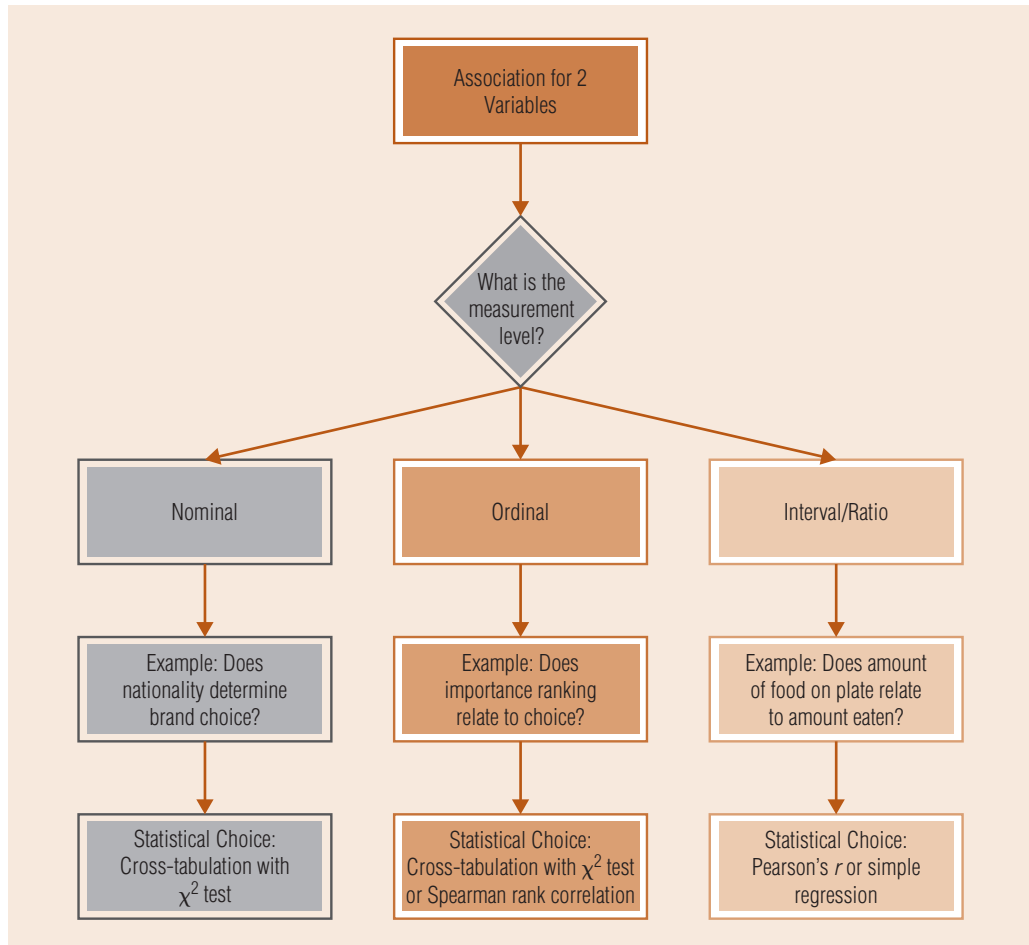 Association for 2
Variables
What is the
measurement
level?
Nominal
Ordinal
Interval/Ratio
Example: Does
nationality determine
brand choice?
Example: Does
importance ranking
relate to choice?
Example: Does amount
of food on plate relate
to amount eaten?
Statistical Choice:
Cross-tabulation with
χ² test
Statistical Choice:
Cross-tabulation with χ² test
or Spearman rank correlation
Statistical Choice:
Pearson's r or simple
regression